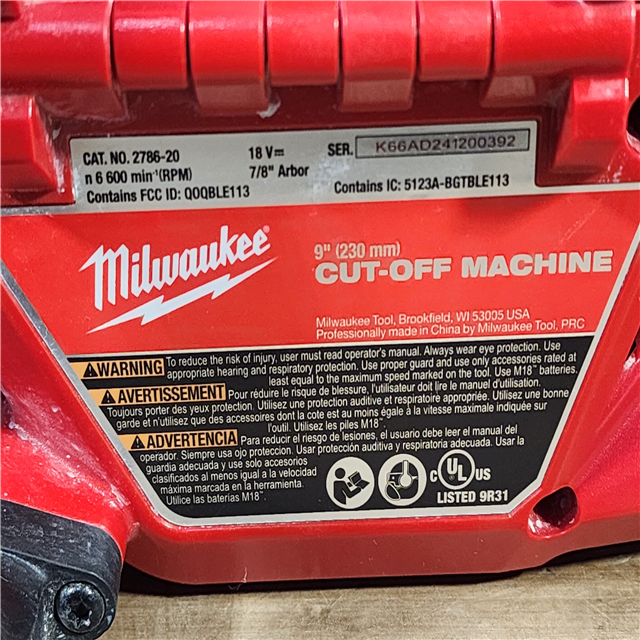 CAT. NO. 2786-20 18 V⎓ SER. K66AD241200392
n 6 600 min⁻¹(RPM) 7/8" Arbor
Contains FCC ID: QOQBLE113 Contains IC: 5123A-BGTBLE113
Milwaukee
9" (230 mm)
CUT-OFF MACHINE
Milwaukee Tool, Brookfield, WI 53005 USA
Professionally made in China by Milwaukee Tool, PRC
WARNING To reduce the risk of injury, user must read operator's manual. Always wear eye protection. Use
appropriate hearing and respiratory protection. Use proper guard and use only accessories rated at
least equal to the maximum speed marked on the tool. Use M18™ batteries.
AVERTISSEMENT Pour réduire le risque de blessure, l'utilisateur doit lire le manuel d'utilisation.
Toujours porter des yeux protection. Utilisez une protection auditive et respiratoire appropriée. Utilisez une bonne
garde et n'utilisez que des accessoires dont la cote est au moins égale à la vitesse maximale indiquée sur
l'outil. Utilisez les piles M18™.
ADVERTENCIA Para reducir el riesgo de lesiones, el usuario debe leer el manual del
operador. Siempre use ojo protección. Usar protección auditiva y respiratoria adecuada. Usar la
guardia adecuada y use solo accesorios
clasificados al menos igual a la velocidad
máxima marcada en la herramienta.
Utilice las baterías M18™.
C UL US
LISTED 9R31